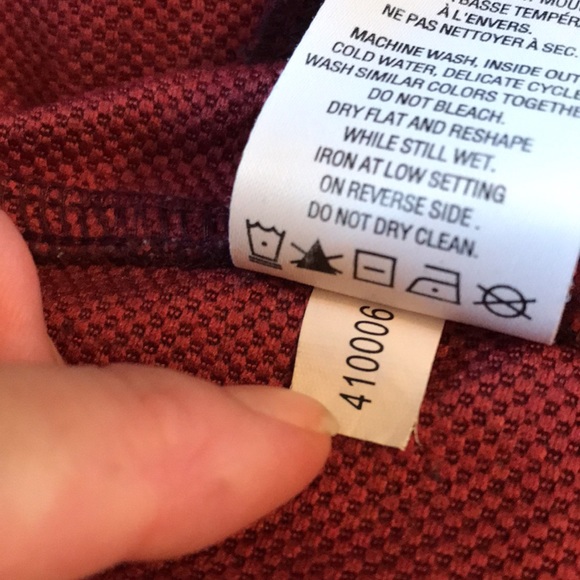 BASSE TEMPÉR
À L'ENVERS.
NE PAS NETTOYER À SEC.
MACHINE WASH, INSIDE OUT
COLD WATER, DELICATE CYCLE
WASH SIMILAR COLORS TOGETHE
DO NOT BLEACH.
DRY FLAT AND RESHAPE
WHILE STILL WET.
IRON AT LOW SETTING
ON REVERSE SIDE.
DO NOT DRY CLEAN.
410006